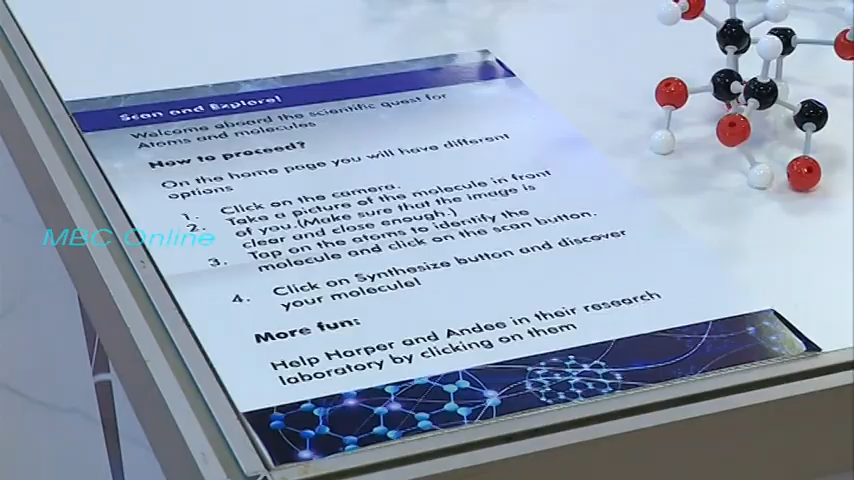 Scan and Explore!
Welcome aboard the scientific quest for
Atoms and molecules
How to proceed?
On the home page you will have different
options
1. Click on the camera.
2. Take a picture of the molecule in front
of you.(Make sure that the image is
clear and close enough.)
3. Tap on the atoms to identify the
molecule and click on the scan button.
4. Click on Synthesize button and discover
your molecule!
More fun:
Help Harper and Andee in their research
laboratory by clicking on them
MBC Online